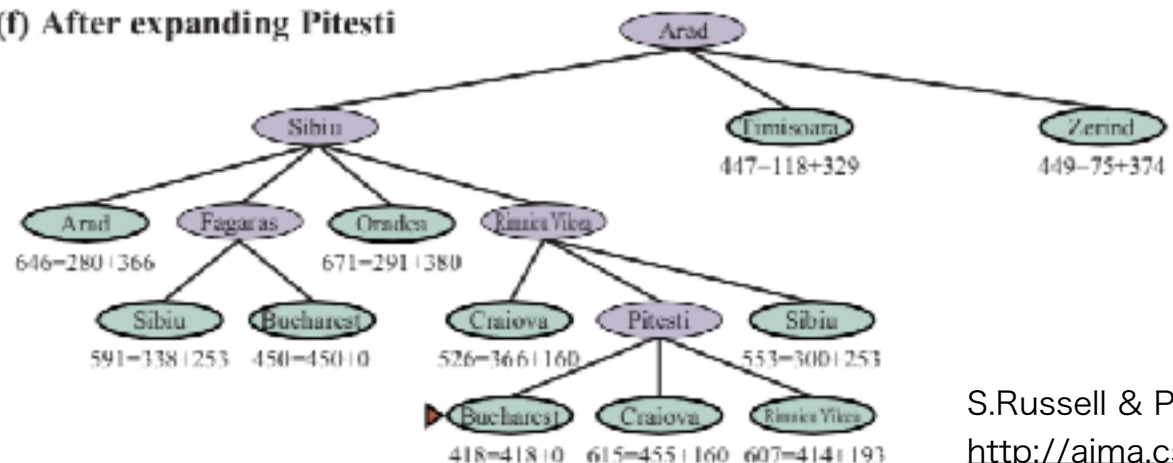 (f) After expanding Pitesti
Arad
Sibiu
Timisoara
Zerind
447=118+329
449=75+374
Arad
Fagaras
Oradea
Rimnicu Vilcea
646=280+366
671=291+380
Sibiu
Bucharest
Craiova
Pitesti
Sibiu
591=338+253
450=450+0
526=366+160
553=300+253
Bucharest
Craiova
Rimnicu Vilcea
418=418+0
615=455+160
607=414+193
S.Russell & P
http://aima.c